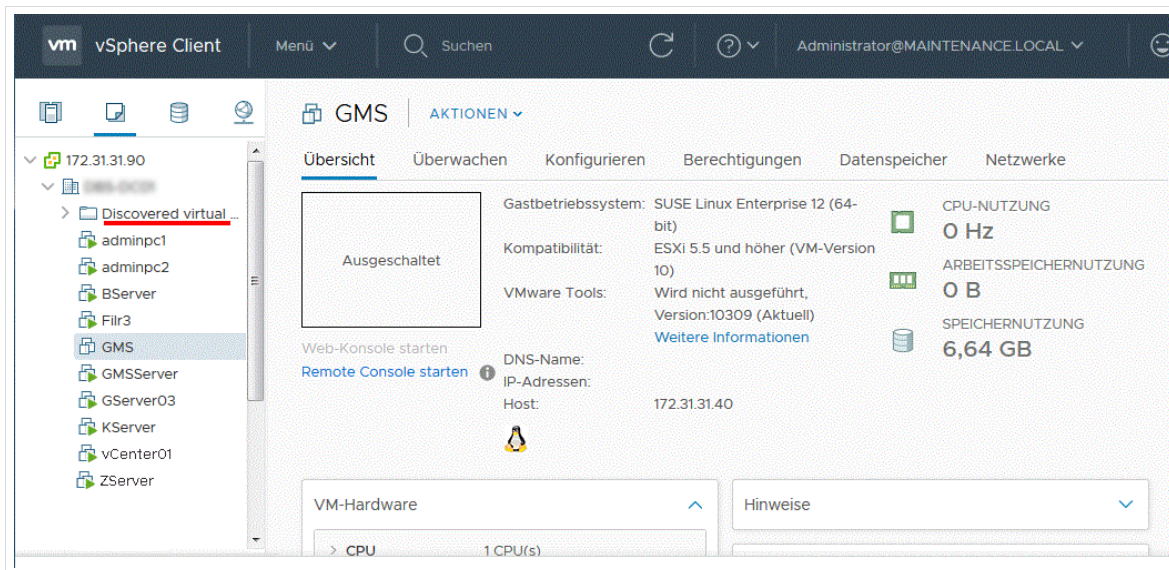 vm vSphere Client Menü Suchen Administrator@MAINTENANCE.LOCAL
GMS AKTIONEN
172.31.31.90
Discovered virtual ...
adminpc1
adminpc2
BServer
Filr3
GMS
GMSServer
GServer03
KServer
vCenter01
ZServer
Übersicht Überwachen Konfigurieren Berechtigungen Datenspeicher Netzwerke
Ausgeschaltet
Web-Konsole starten
Remote Console starten
Gastbetriebssystem: SUSE Linux Enterprise 12 (64-
bit)
Kompatibilität: ESXi 5.5 und höher (VM-Version
10)
VMware Tools: Wird nicht ausgeführt,
Version:10309 (Aktuell)
Weitere Informationen
DNS-Name:
IP-Adressen:
Host: 172.31.31.40
CPU-NUTZUNG
0 Hz
ARBEITSSPEICHERNUTZUNG
0 B
SPEICHERNUTZUNG
6,64 GB
VM-Hardware
CPU 1 CPU(s)
Hinweise